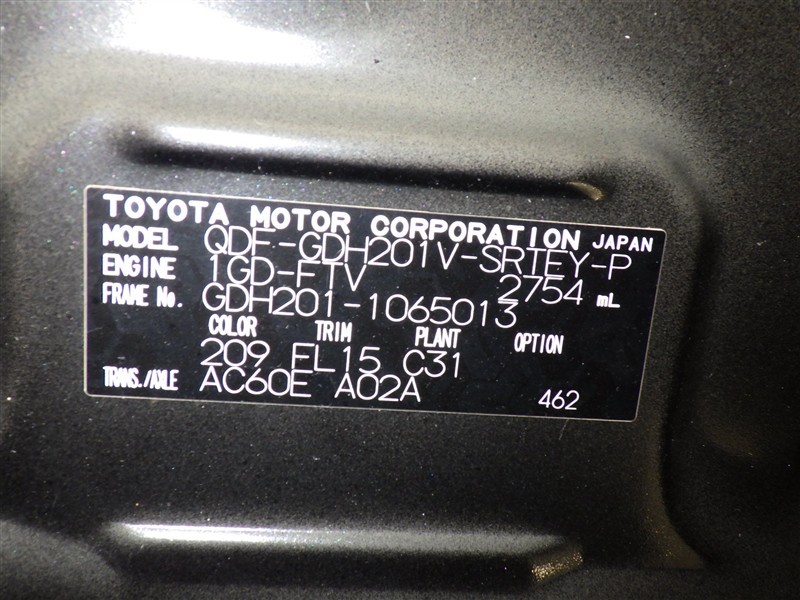 TOYOTA MOTOR CORPORATION JAPAN
MODEL QDF-GDH201V-SRTEY-P
ENGINE 1GD-FTV 2754 mL
FRAME No. GDH201-1065013
COLOR TRIM PLANT OPTION
209 FL15 C31
TRANS./AXLE AC60E A02A 462